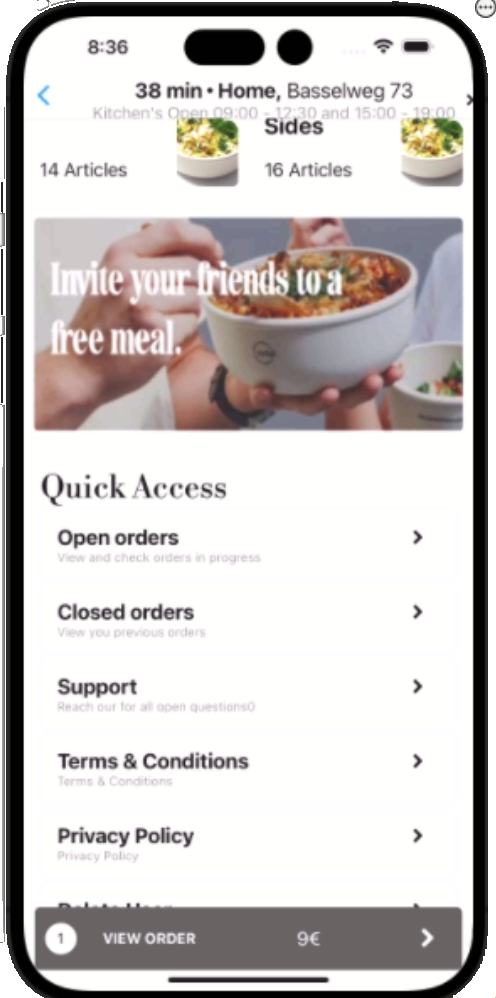 8:36
38 min • Home, Basselweg 73
Kitchen's Open 09:00 - 12:30 and 15:00 - 19:00
Sides
14 Articles
16 Articles
Invite your friends to a
free meal.
Quick Access
Open orders
View and check orders in progress
Closed orders
View you previous orders
Support
Reach our for all open questions0
Terms & Conditions
Terms & Conditions
Privacy Policy
Privacy Policy
Delete User
1 VIEW ORDER 9€